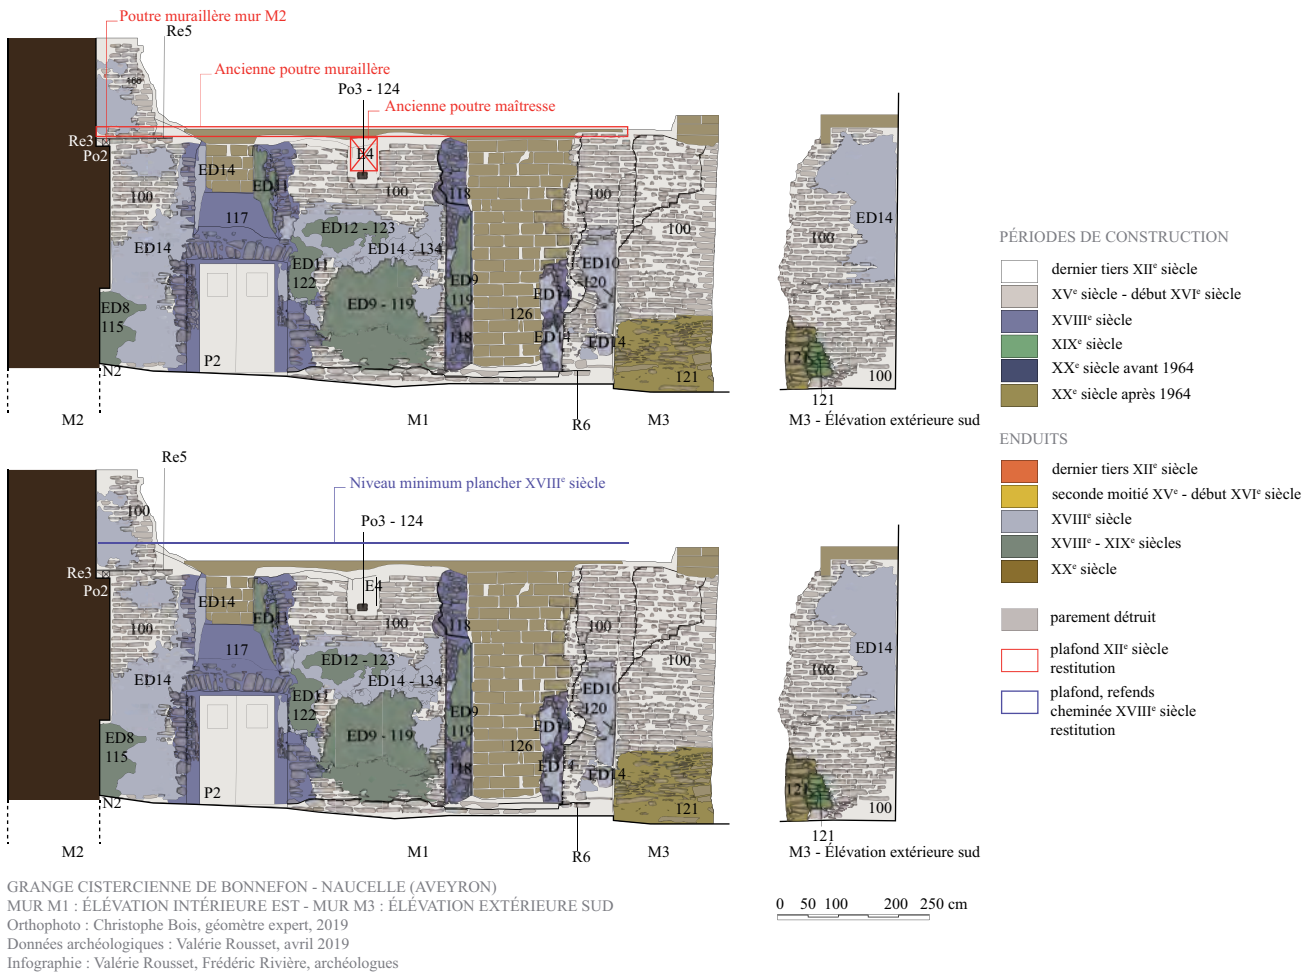 Poutre muraillère mur M2
Re5
166
Ancienne poutre muraillère
Po3 - 124
Ancienne poutre maîtresse
Re3
Po2
E4
ED14
ED11
100
100
118
100
100
117
ED12 - 123
ED14 - 134
ED14
ED11
122
ED9 - 119
ED9
119
ED10
120
ED14
ED8
115
126
ED14
ED14
118
P2
N2
121
M2
M1
R6
M3
ED14
100
121
100
121
M3 - Élévation extérieure sud
Re5
Niveau minimum plancher XVIIIe siècle
100
Po3 - 124
Re3
Po2
E4
ED14
ED11
100
100
118
100
100
117
ED12 - 123
ED14 - 134
ED14
ED11
122
ED10
120
ED9
119
ED9 - 119
ED8
115
ED14
126
ED14
ED14
118
P2
N2
121
M2
M1
R6
M3
ED14
100
121
100
121
M3 - Élévation extérieure sud
PÉRIODES DE CONSTRUCTION
dernier tiers XIIe siècle
XVe siècle - début XVIe siècle
XVIIIe siècle
XIXe siècle
XXe siècle avant 1964
XXe siècle après 1964
ENDUITS
dernier tiers XIIe siècle
seconde moitié XVe - début XVIe siècle
XVIIIe siècle
XVIIIe - XIXe siècles
XXe siècle
parement détruit
plafond XIIe siècle
restitution
plafond, refends
cheminée XVIIIe siècle
restitution
GRANGE CISTERCIENNE DE BONNEFON - NAUCELLE (AVEYRON)
MUR M1 : ÉLÉVATION INTÉRIEURE EST - MUR M3 : ÉLÉVATION EXTÉRIEURE SUD
Orthophoto : Christophe Bois, géomètre expert, 2019
Données archéologiques : Valérie Rousset, avril 2019
Infographie : Valérie Rousset, Frédéric Rivière, archéologues
0 50 100 200 250 cm